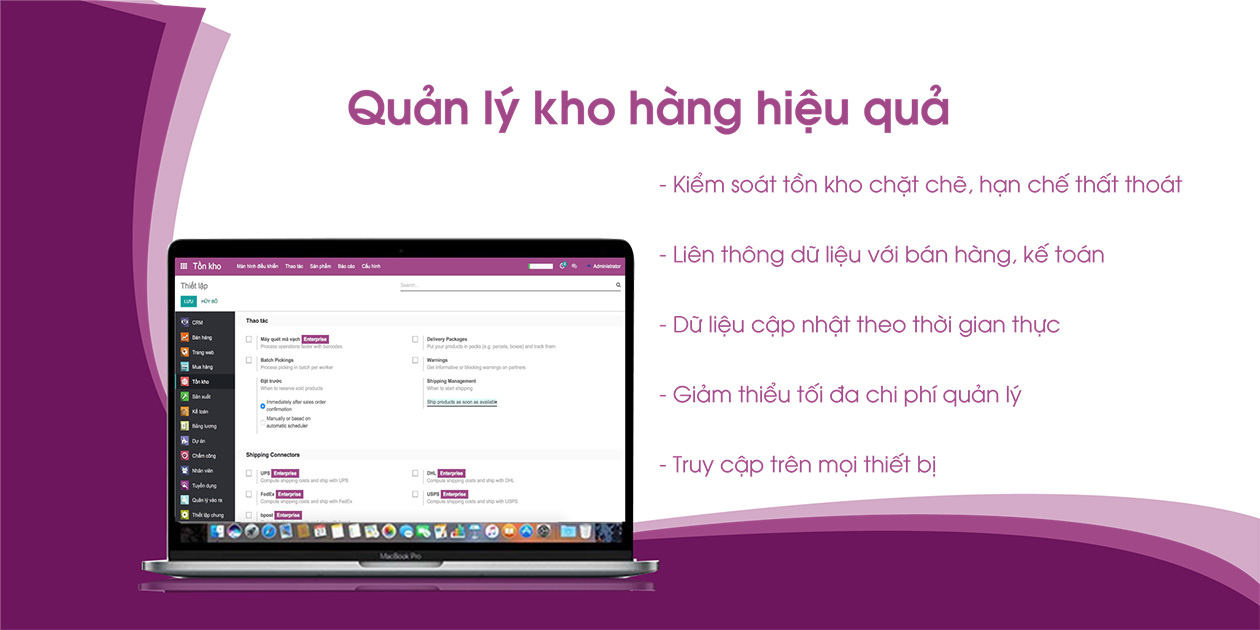 Quản lý kho hàng hiệu quả
- Kiểm soát tồn kho chặt chẽ, hạn chế thất thoát
- Liên thông dữ liệu với bán hàng, kế toán
- Dữ liệu cập nhật theo thời gian thực
- Giảm thiểu tối đa chi phí quản lý
- Truy cập trên mọi thiết bị
Tồn kho Màn hình điều khiển Thao tác Sản phẩm Báo cáo Cấu hình Administrator
Thiết lập Search...
LƯU HỦY BỎ
CRM
Bán hàng
Trang web
Mua hàng
Tồn kho
Sản xuất
Kế toán
Bảng lương
Dự án
Chấm công
Nhân viên
Tuyển dụng
Quản lý vào ra
Thiết lập chung
Thao tác
Máy quét mã vạch Enterprise
Process operations faster with barcodes
Delivery Packages
Put your products in packs (e.g. parcels, boxes) and track them
Batch Pickings
Process picking in batch per worker
Warnings
Get informative or blocking warnings on partners
Đặt trước
When to reserve sold products
Immediately after sales order
confirmation
Manually or based on
automatic scheduler
Shipping Management
When to start shipping
Ship products as soon as available
Shipping Connectors
UPS Enterprise
Compute shipping costs and ship with UPS
DHL Enterprise
Compute shipping costs and ship with DHL
FedEx Enterprise
Compute shipping costs and ship with FedEx
USPS Enterprise
Compute shipping costs and ship with USPS
bpost Enterprise
MacBook Pro